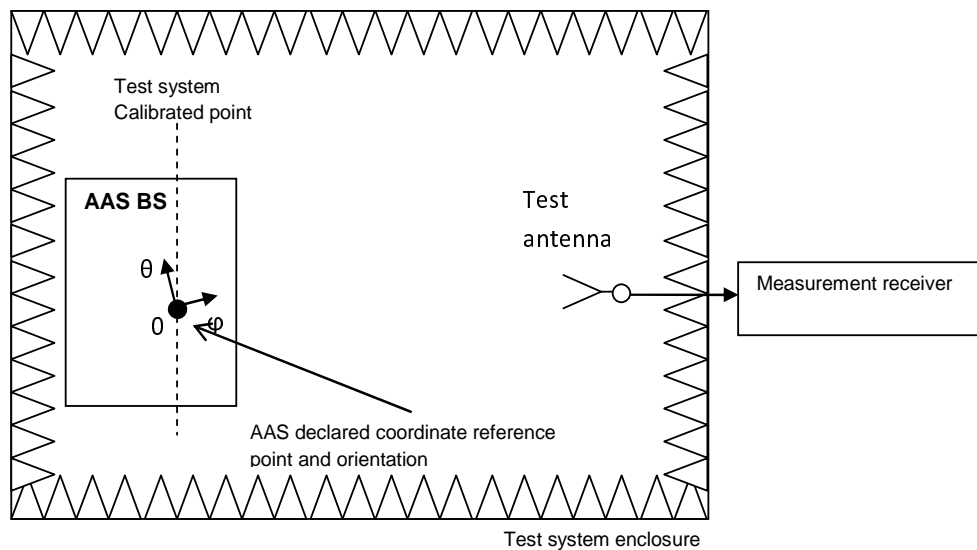 Test system
Calibrated point
AAS BS
Test
antenna
θ
0
φ
Measurement receiver
AAS declared coordinate reference
point and orientation
Test system enclosure